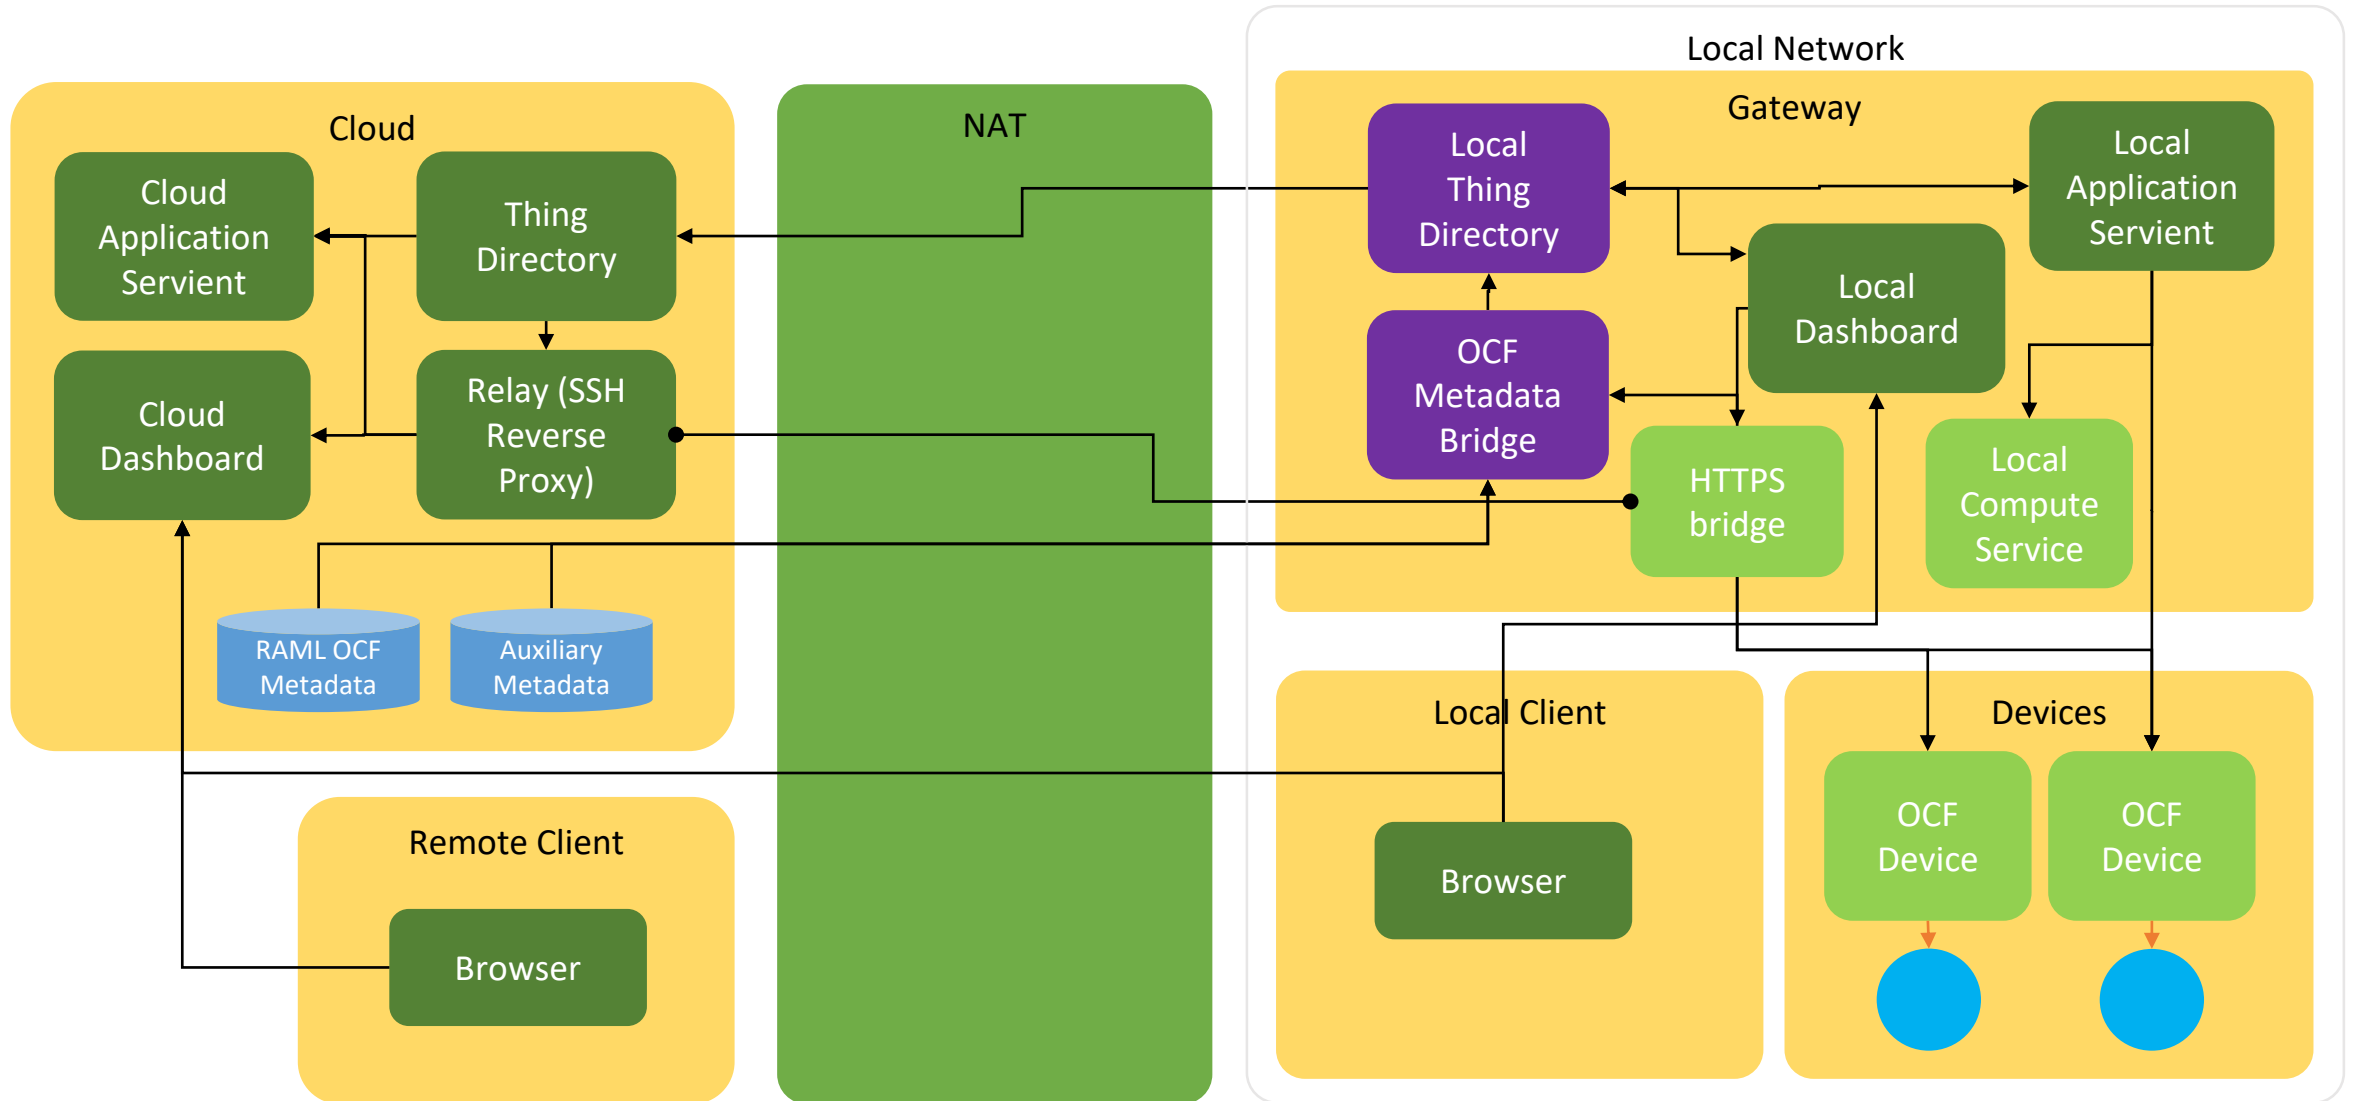 Local Network
Cloud
NAT
Gateway
Cloud
Application
Servient
Thing
Directory
Local
Thing
Directory
Local
Application
Servient
Local
Dashboard
Cloud
Dashboard
Relay (SSH
Reverse
Proxy)
OCF
Metadata
Bridge
HTTPS
bridge
Local
Compute
Service
RAML OCF
Metadata
Auxiliary
Metadata
Local Client
Devices
Remote Client
Browser
Browser
OCF
Device
OCF
Device